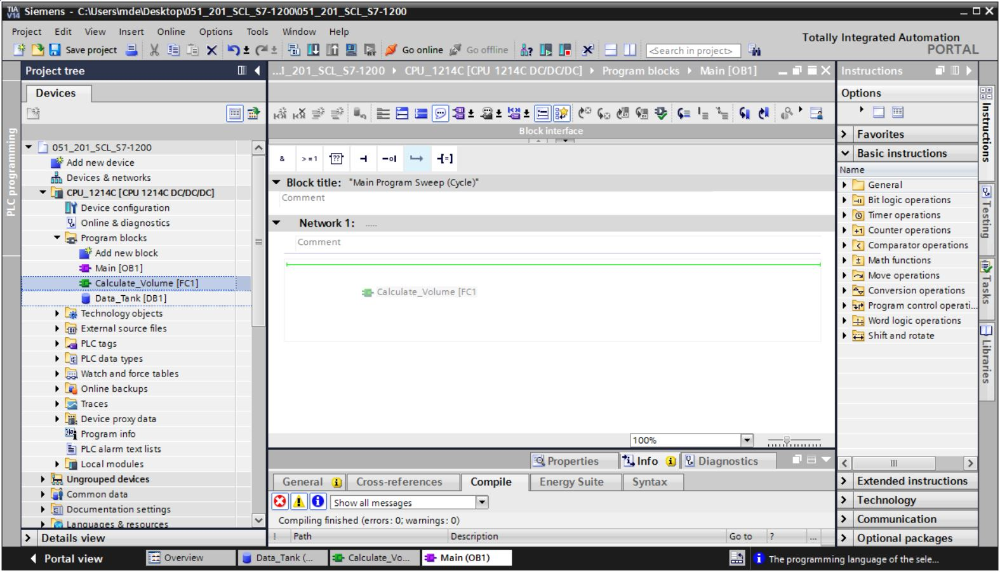 TIA V14 Siemens - C:\Users\mde\Desktop\051_201_SCL_S7-1200\051_201_SCL_S7-1200
Project Edit View Insert Online Options Tools Window Help
Totally Integrated Automation
PORTAL
Save project Go online Go offline <Search in project>
Project tree
...1_201_SCL_S7-1200 CPU_1214C [CPU 1214C DC/DC/DC] Program blocks Main [OB1]
Instructions
Devices
Options
Block interface
PLC programming
051_201_SCL_S7-1200
Add new device
Devices & networks
CPU_1214C [CPU 1214C DC/DC/DC]
Device configuration
Online & diagnostics
Program blocks
Add new block
Main [OB1]
Calculate_Volume [FC1]
Data_Tank [DB1]
Technology objects
External source files
PLC tags
PLC data types
Watch and force tables
Online backups
Traces
Device proxy data
Program info
PLC alarm text lists
Local modules
Ungrouped devices
Common data
Documentation settings
Languages & resources
Details view
& >=1 ?? -[=]
Block title: "Main Program Sweep (Cycle)"
Comment
Network 1: .....
Comment
Calculate_Volume [FC1
100%
Properties Info Diagnostics
General Cross-references Compile Energy Suite Syntax
Show all messages
Compiling finished (errors: 0; warnings: 0)
! Path Description Go to ? ...
Favorites
Basic instructions
Name
General
Bit logic operations
Timer operations
Counter operations
Comparator operations
Math functions
Move operations
Conversion operations
Program control operati...
Word logic operations
Shift and rotate
Extended instructions
Technology
Communication
Optional packages
Instructions
Testing
Tasks
Libraries
Portal view Overview Data_Tank (... Calculate_Vo... Main (OB1) The programming language of the sele...